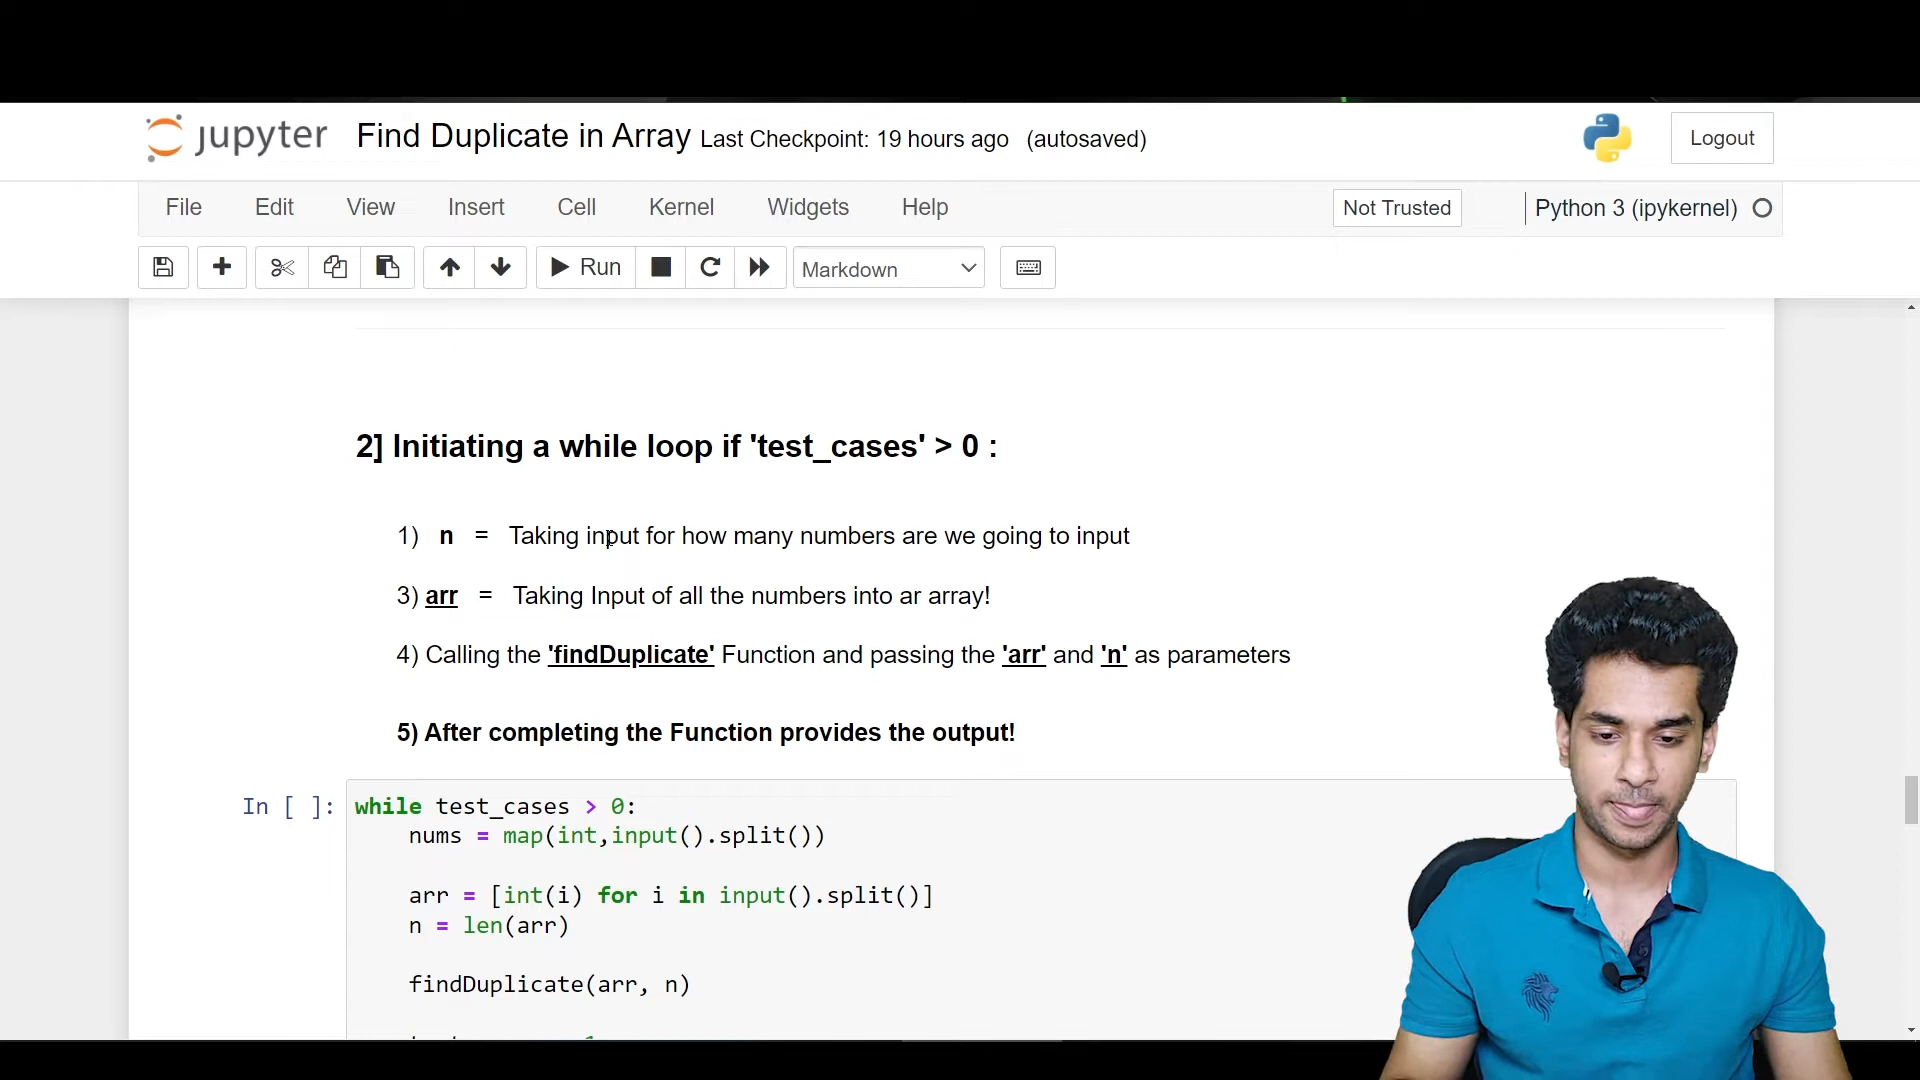 jupyter Find Duplicate in Array Last Checkpoint: 19 hours ago (autosaved) Logout
File Edit View Insert Cell Kernel Widgets Help Not Trusted Python 3 (ipykernel)
Run Markdown
2] Initiating a while loop if 'test_cases' > 0 :
1) n = Taking input for how many numbers are we going to input
3) arr = Taking Input of all the numbers into ar array!
4) Calling the 'findDuplicate' Function and passing the 'arr' and 'n' as parameters
5) After completing the Function provides the output!
In [ ]: while test_cases > 0:
nums = map(int,input().split())
arr = [int(i) for i in input().split()]
n = len(arr)
findDuplicate(arr, n)